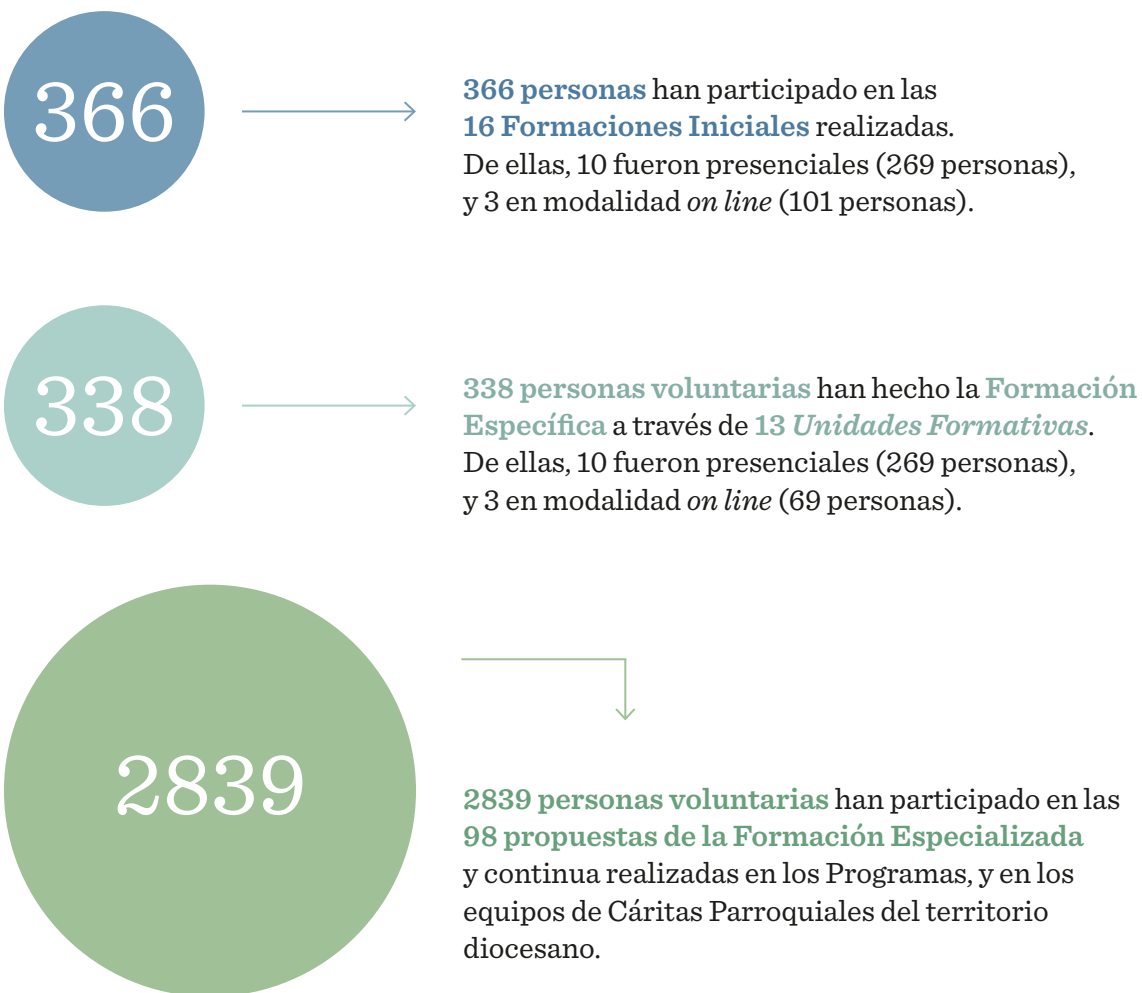 366
366 personas han participado en las
16 Formaciones Iniciales realizadas.
De ellas, 10 fueron presenciales (269 personas),
y 3 en modalidad on line (101 personas).
338
338 personas voluntarias han hecho la Formación
Específica a través de 13 Unidades Formativas.
De ellas, 10 fueron presenciales (269 personas),
y 3 en modalidad on line (69 personas).
2839
2839 personas voluntarias han participado en las
98 propuestas de la Formación Especializada
y continua realizadas en los Programas, y en los
equipos de Cáritas Parroquiales del territorio
diocesano.